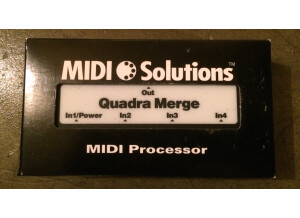 MIDI Solutions™
Out
Quadra Merge
In1/Power In2 In3 In4
MIDI Processor